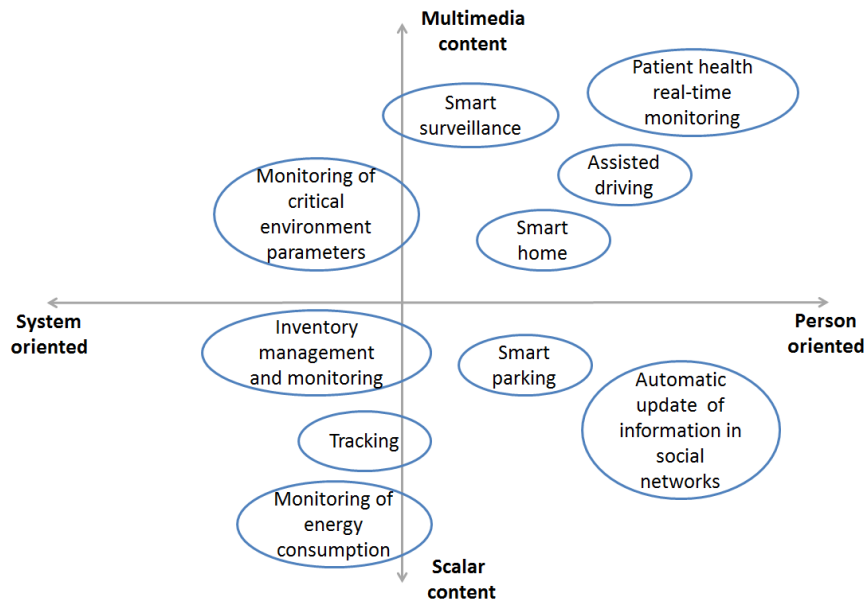 Multimedia
content
Patient health
real-time
monitoring
Smart
surveillance
Assisted
driving
Monitoring of
critical
environment
parameters
Smart
home
System
oriented
Person
oriented
Inventory
management
and monitoring
Smart
parking
Automatic
update of
information in
social
networks
Tracking
Monitoring of
energy
consumption
Scalar
content